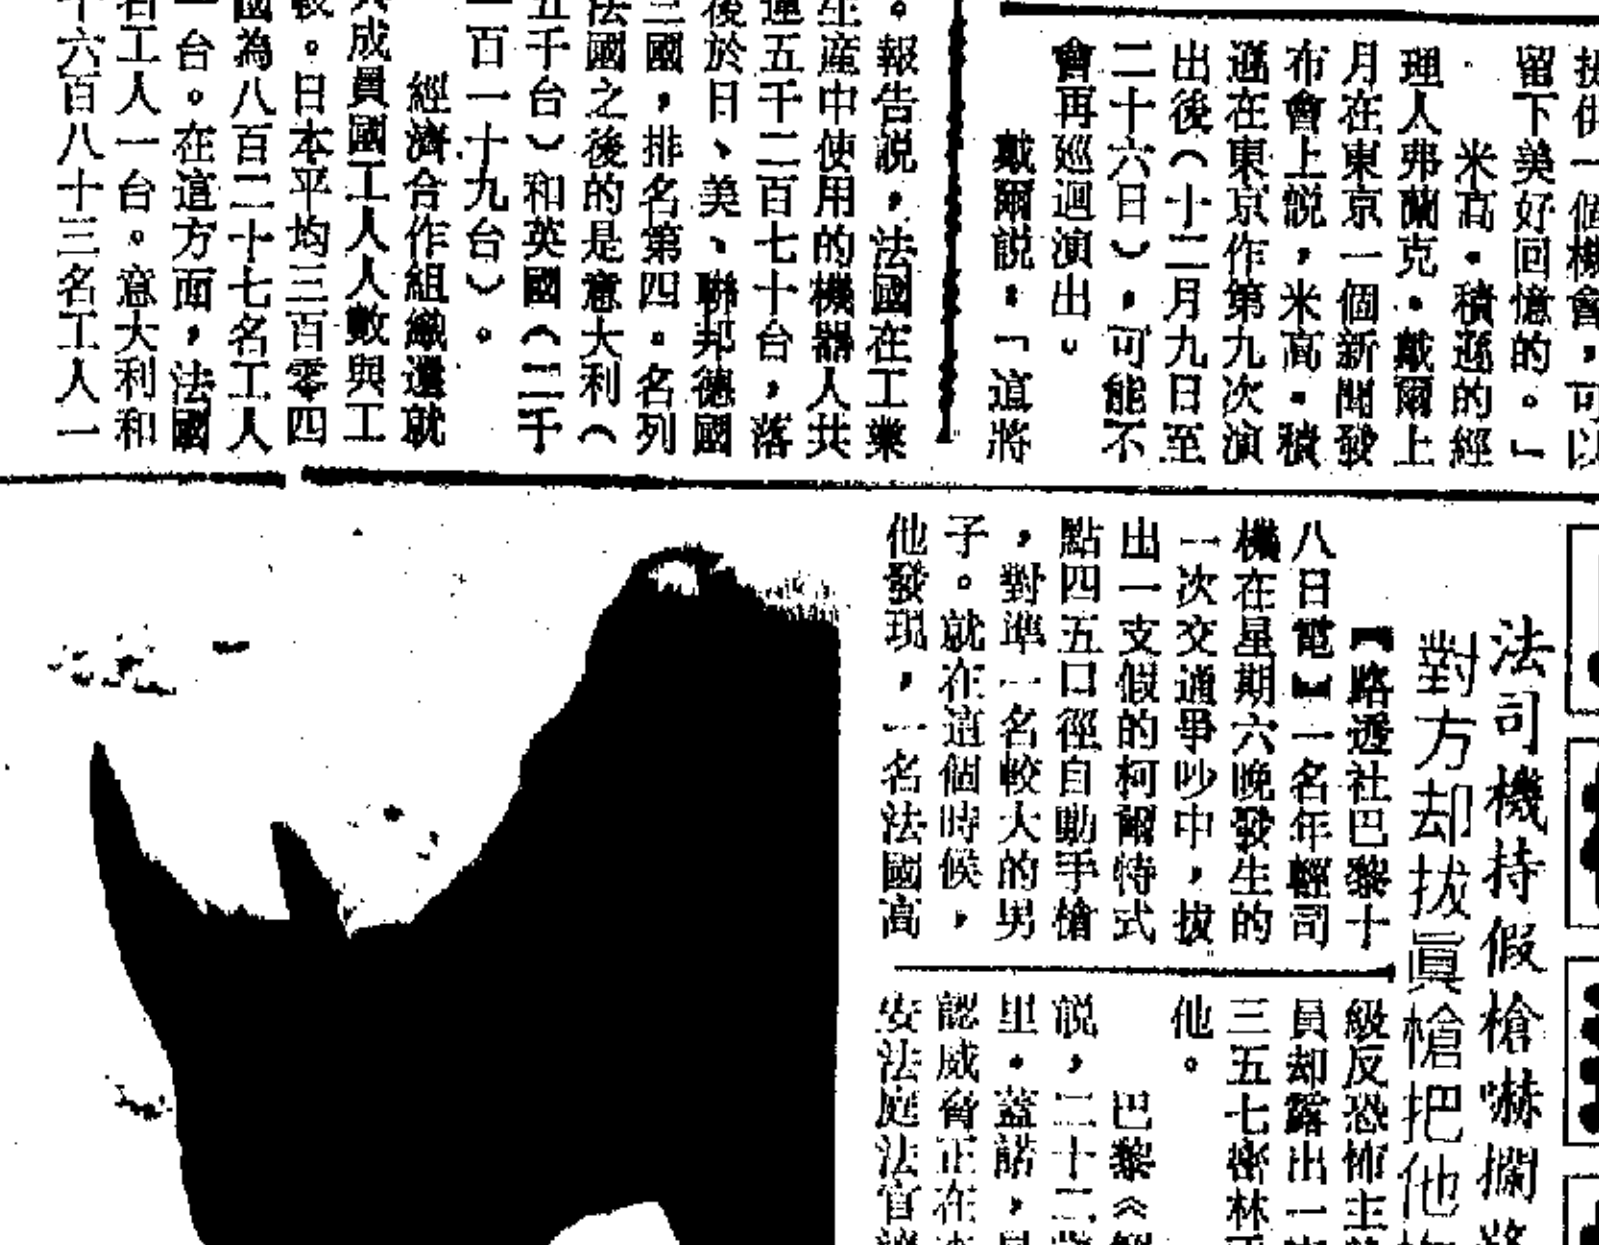 供一個機會，可以
留下美好回憶的。」
米高．積遜的經
理人弗蘭克．戴爾上
月在東京一個新聞發
布會上説，米高．積
遜在東京作第九次演
出後（十二月九日至
二十六日），可能不
會再巡迴演出。
戴爾説：「這將
。報告説，法國在工業
生産中使用的機器人共
達五千二百七十台，落
後於日、美、聯邦德國
三國，排名第四。名列
法國之後的是意大利（
五千台）和英國（二千
百一十九台）。
經濟合作組織還就
成員國工人人數與工
較。日本平均三百零四
國為八百二十七名工人
一台。在這方面，法國
名工人一台。意大利和
千六百八十三名工人一
法司機持假槍嚇攔
對方却拔眞槍把他
【路透社巴黎十
八日電】一名年輕司
機在星期六晚發生的
一次交通爭吵中，拔
出一支假的柯爾特式
點四五口徑自動手槍
，對準一名較大的男
子。就在這個時候，
他發現，一名法國高
級反恐怖主
員却露出一
三五七密林
他。
巴黎《
説，二十二歲
里．蓋諾，
認威脅正在
安法庭法官